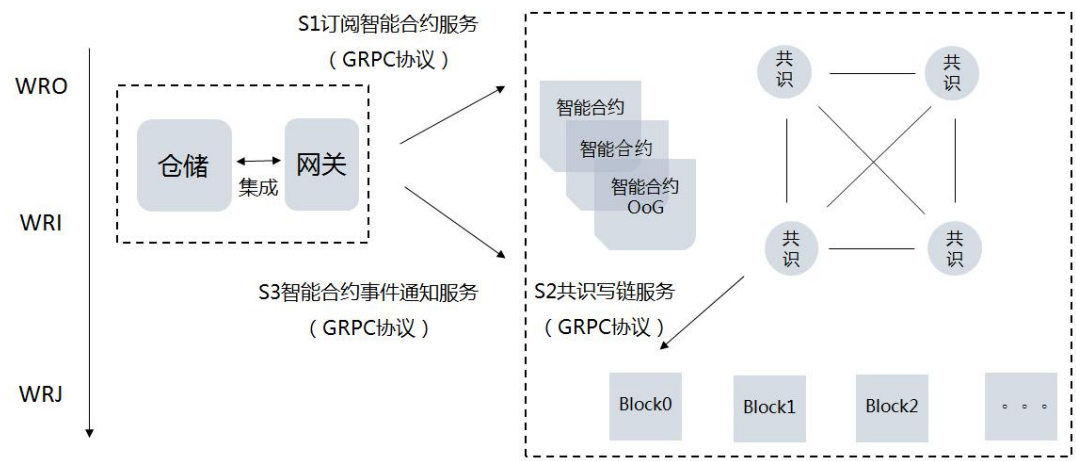 S1订阅智能合约服务
（GRPC协议）
WRO
WRI
WRJ
仓储
集成
网关
S3智能合约事件通知服务
（GRPC协议）
智能合约
智能合约
智能合约
OoG
共识
共识
共识
共识
S2共识写链服务
（GRPC协议）
Block0
Block1
Block2
。。。